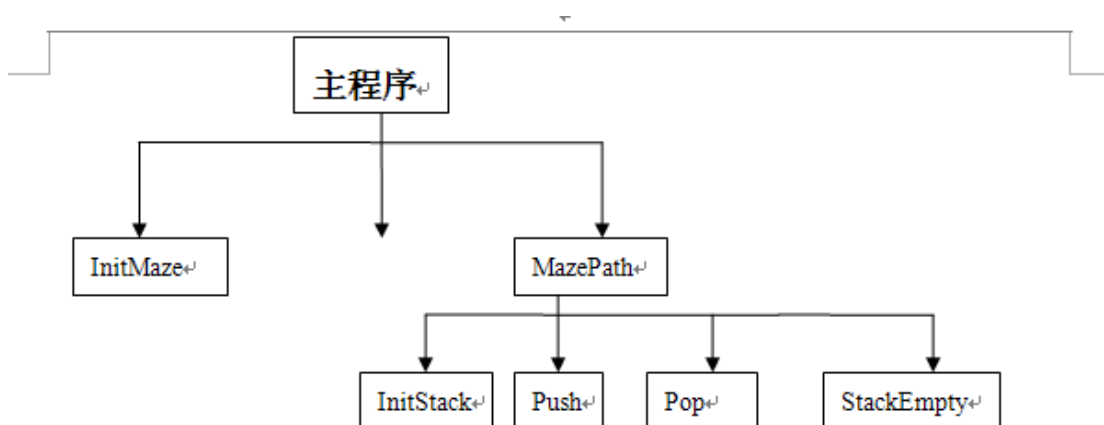 主程序
InitMaze
MazePath
InitStack
Push
Pop
StackEmpty